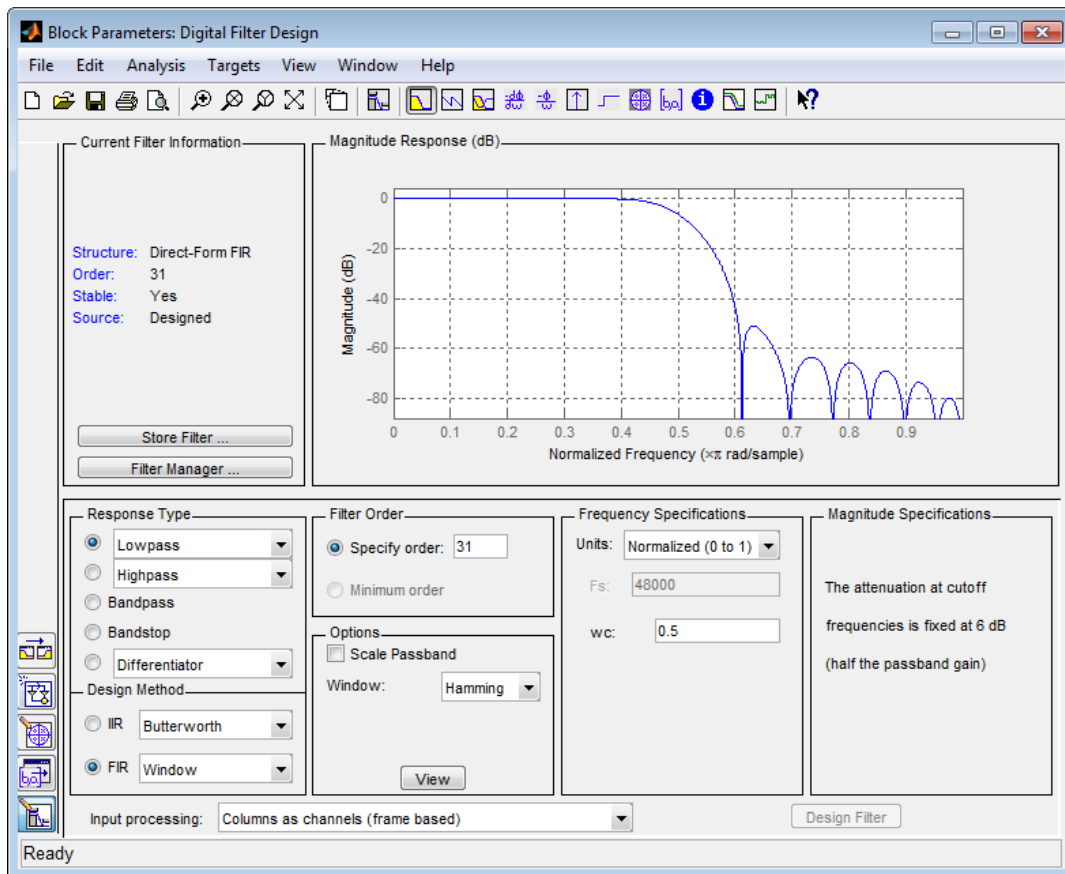 Block Parameters: Digital Filter Design
File Edit Analysis Targets View Window Help
Current Filter Information
Structure: Direct-Form FIR
Order: 31
Stable: Yes
Source: Designed
Store Filter ...
Filter Manager ...
Magnitude Response (dB)
Magnitude (dB)
0
-20
-40
-60
-80
0 0.1 0.2 0.3 0.4 0.5 0.6 0.7 0.8 0.9
Normalized Frequency (×π rad/sample)
Response Type
Lowpass
Highpass
Bandpass
Bandstop
Differentiator
Design Method
IIR Butterworth
FIR Window
Filter Order
Specify order: 31
Minimum order
Options
Scale Passband
Window: Hamming
View
Frequency Specifications
Units: Normalized (0 to 1)
Fs: 48000
wc: 0.5
Magnitude Specifications
The attenuation at cutoff
frequencies is fixed at 6 dB
(half the passband gain)
Input processing: Columns as channels (frame based)
Design Filter
Ready